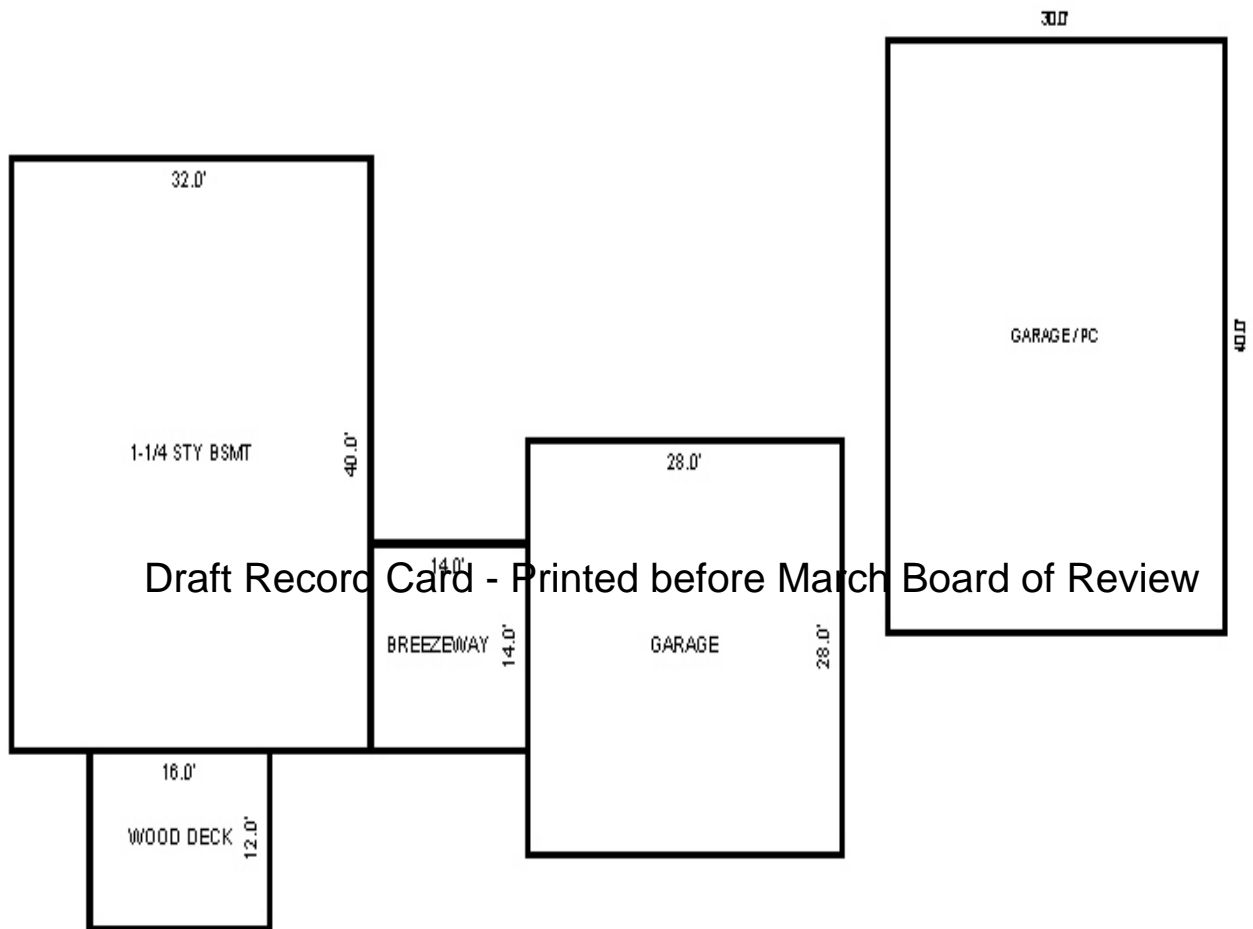 30.0'
32.0'
GARAGE/PC
40.0'
1-1/4 STY BSMT
40.0'
28.0'
14.0'
Draft Record Card - Printed before March Board of Review
BREEZEWAY
14.0'
GARAGE
28.0'
16.0'
WOOD DECK
12.0'